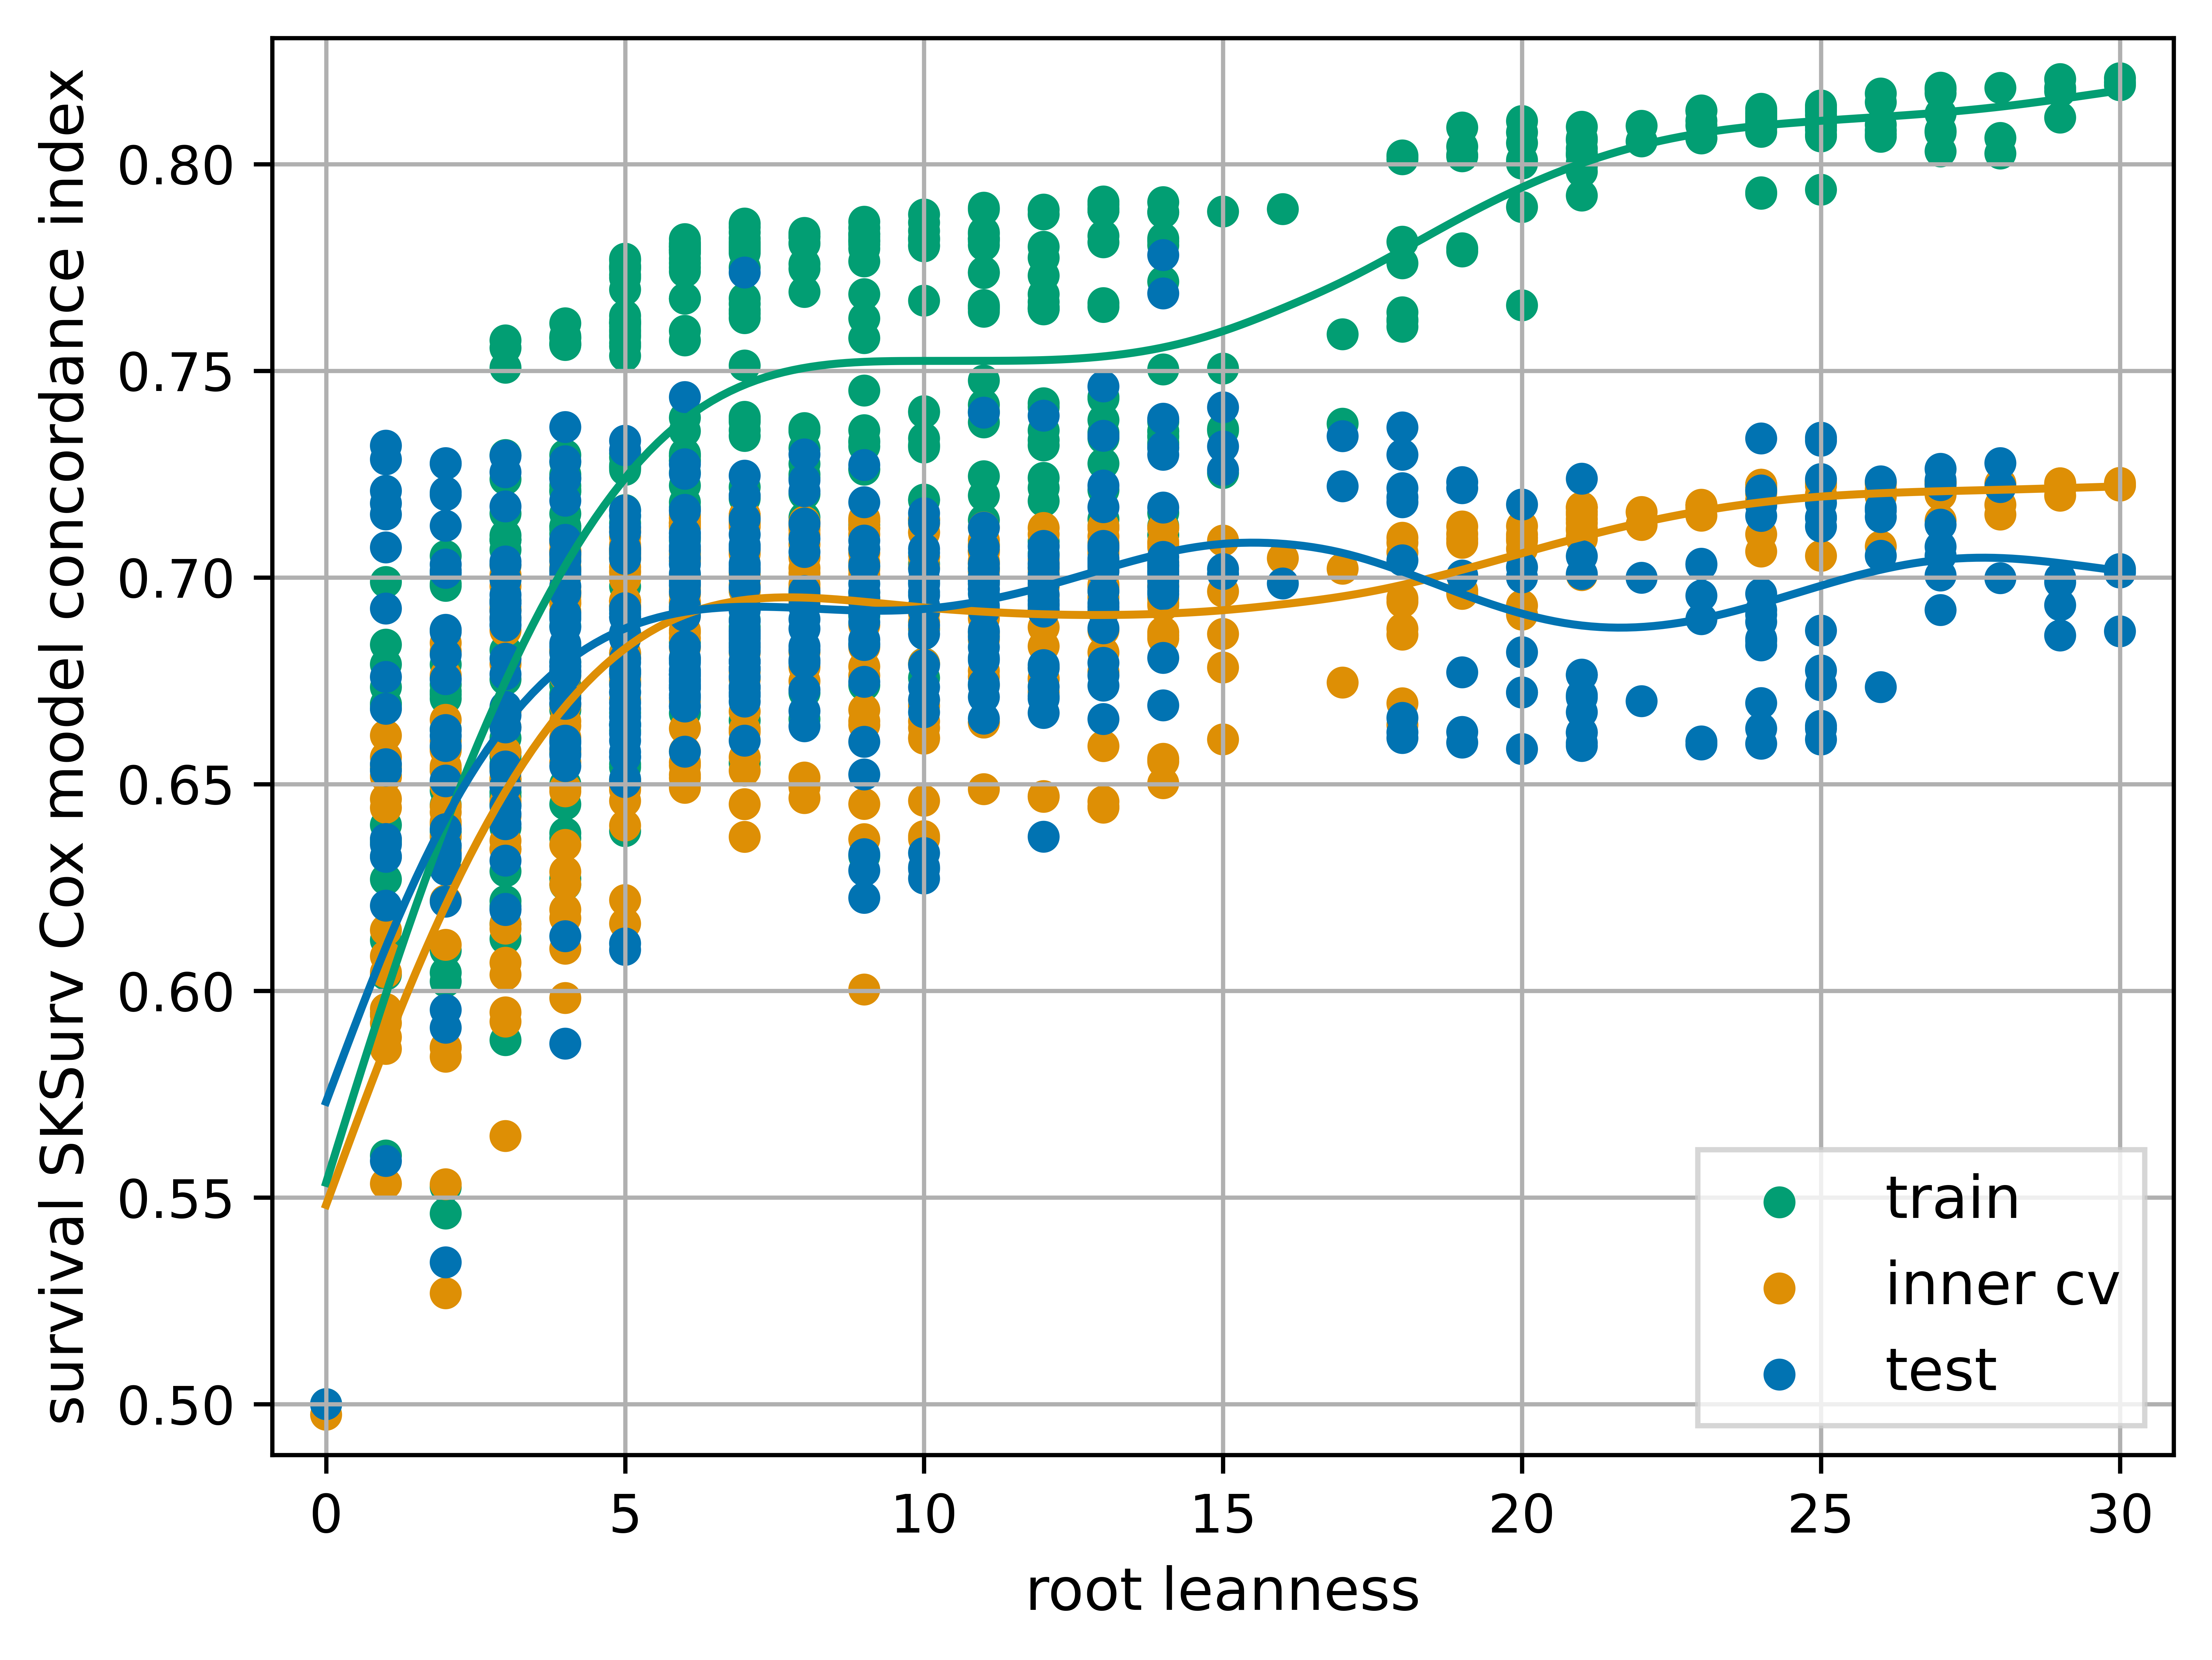 survival SKSurv Cox model concordance index
0.80
0.75
0.70
0.65
0.60
0.55
0.50
0 5 10 15 20 25 30
root leanness
train
inner cv
test